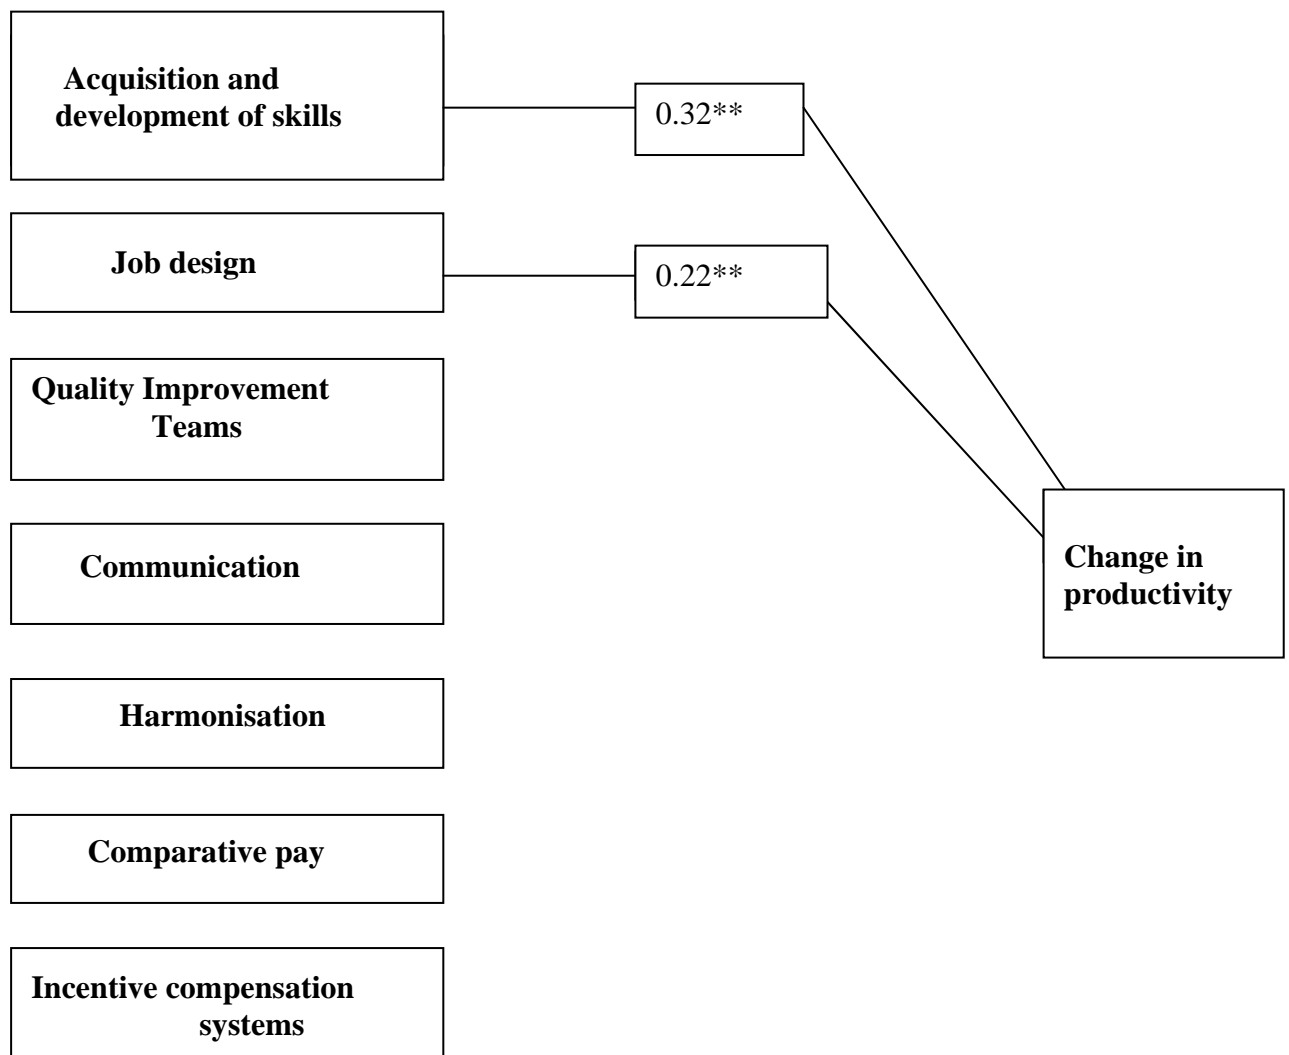 Acquisition and
development of skills
0.32**
Job design
0.22**
Quality Improvement
Teams
Communication
Change in
productivity
Harmonisation
Comparative pay
Incentive compensation
systems